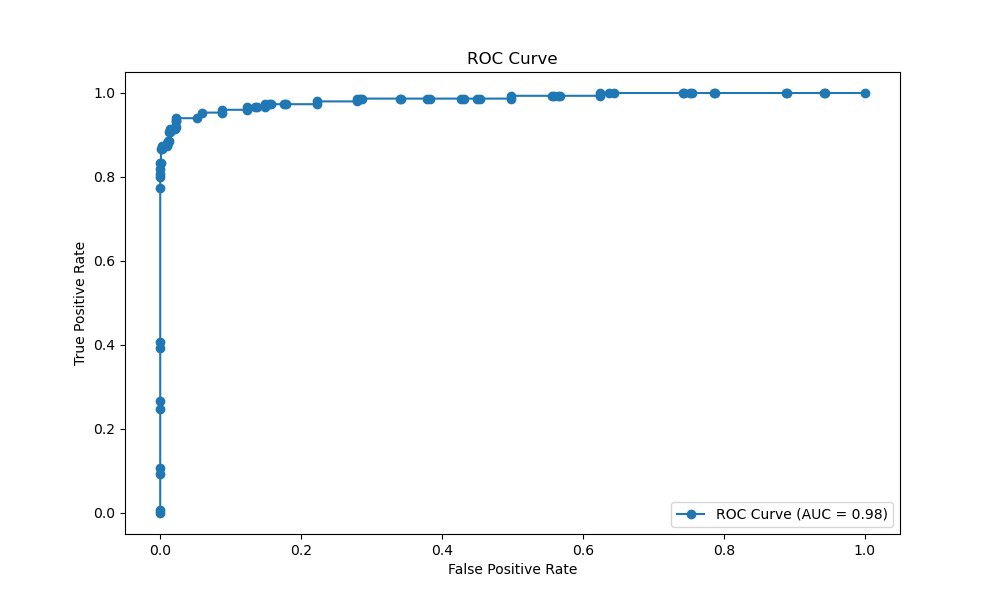 ROC Curve
True Positive Rate
1.0
0.8
0.6
0.4
0.2
0.0
ROC Curve (AUC = 0.98)
0.0 0.2 0.4 0.6 0.8 1.0
False Positive Rate